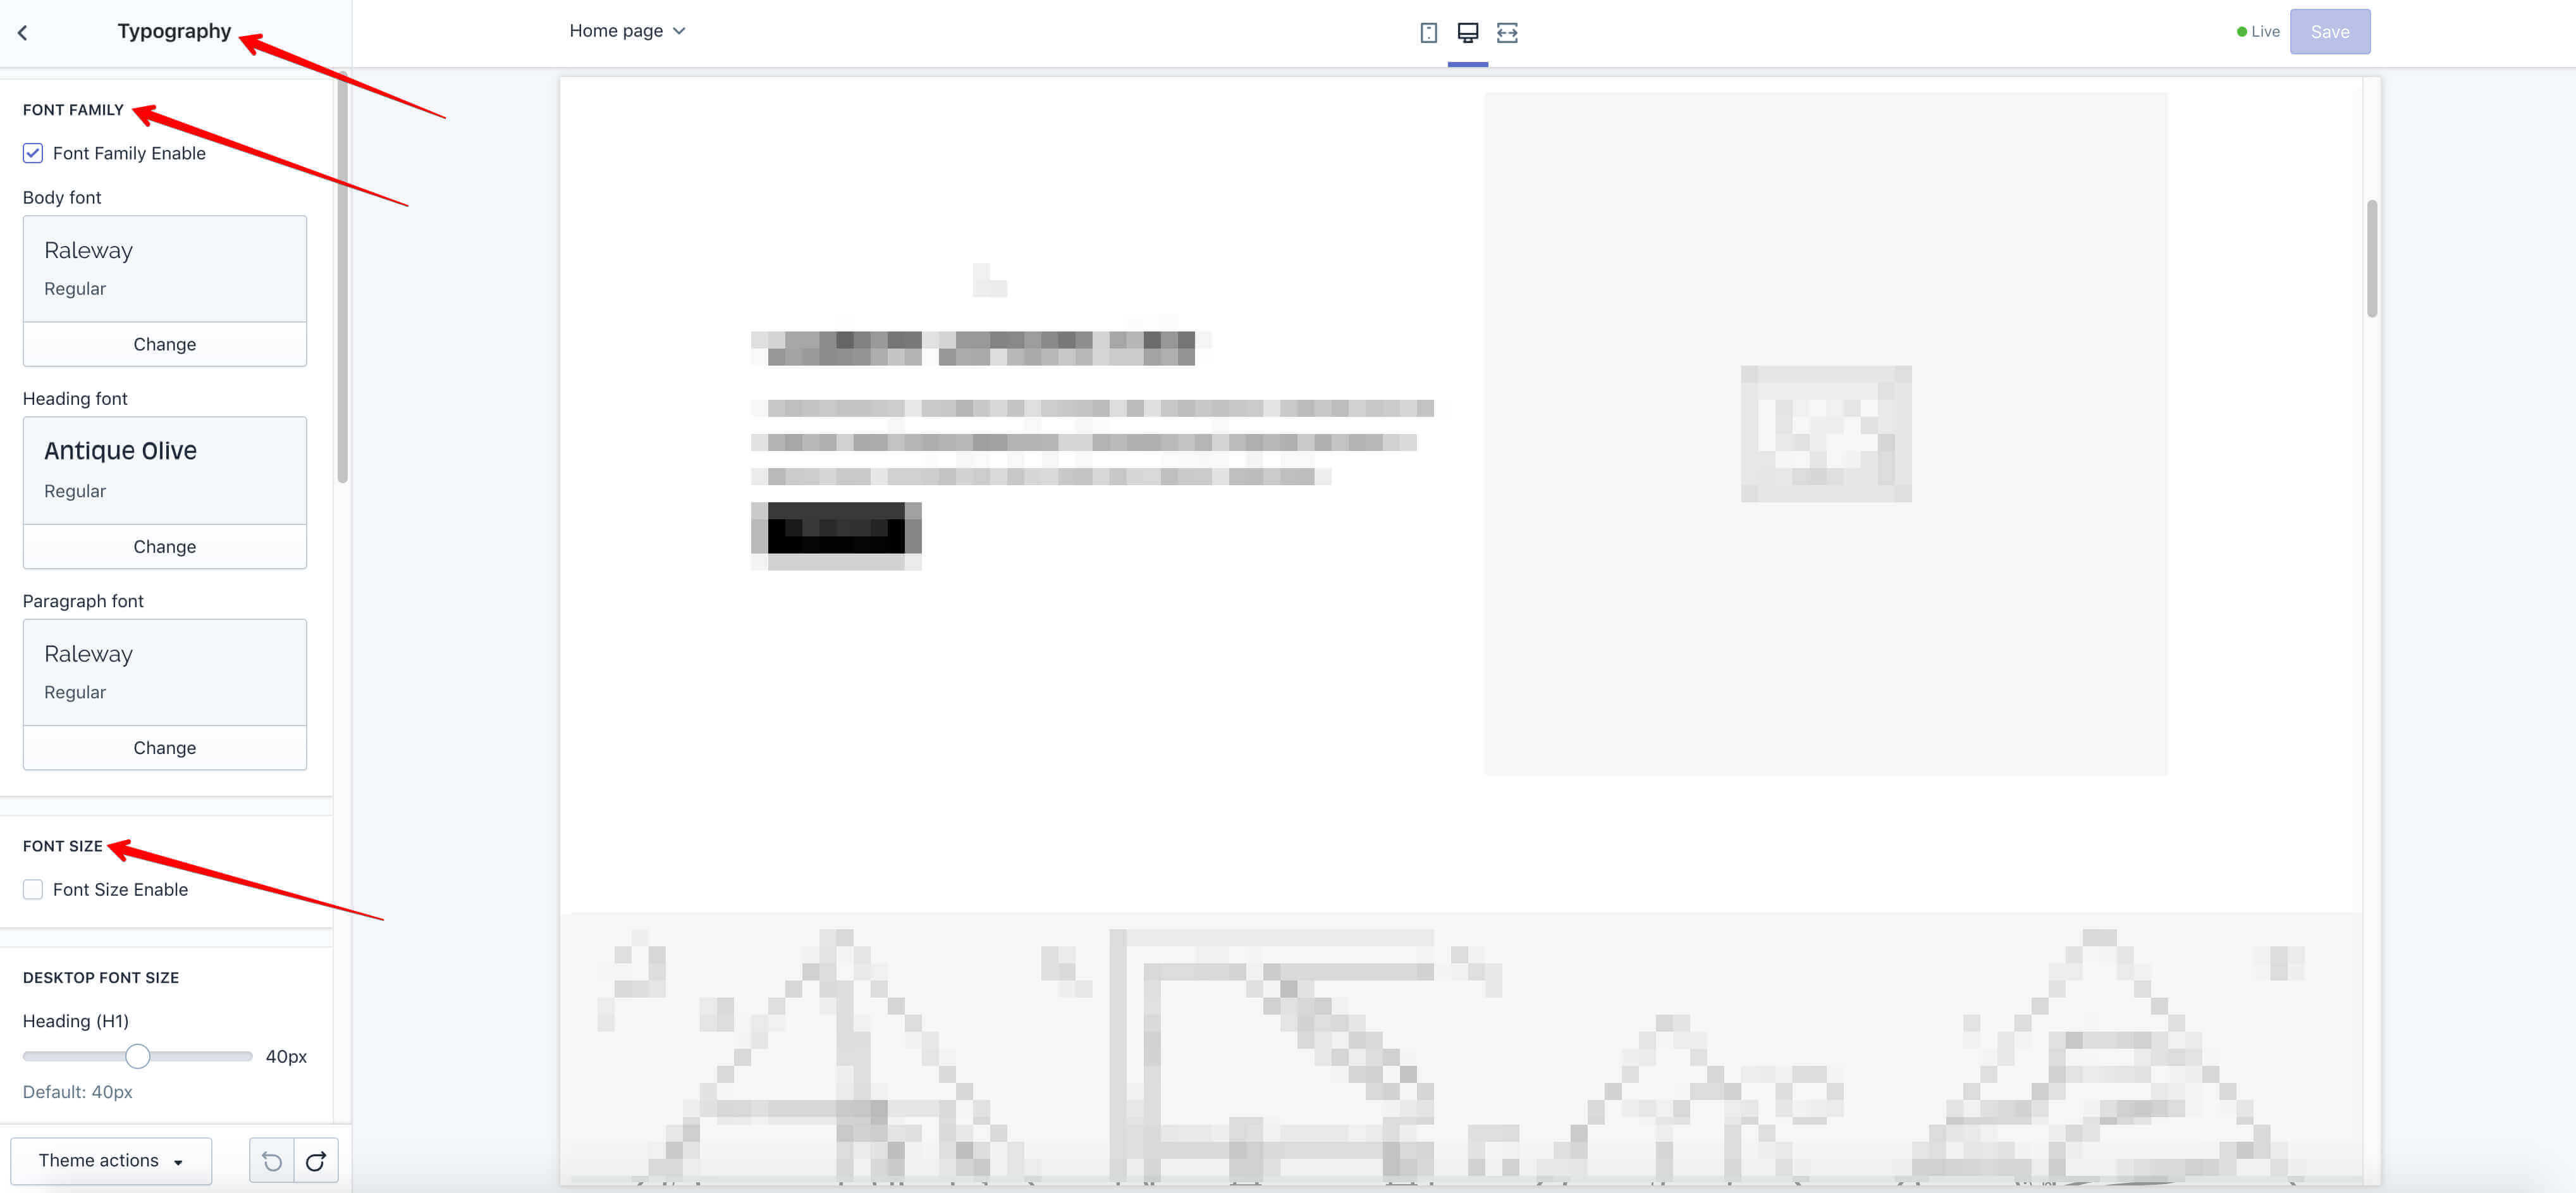 Typography
Home page
Live
Save
FONT FAMILY
Font Family Enable
Body font
Raleway
Regular
Change
Heading font
Antique Olive
Regular
Change
Paragraph font
Raleway
Regular
Change
FONT SIZE
Font Size Enable
DESKTOP FONT SIZE
Heading (H1)
40px
Default: 40px
Theme actions